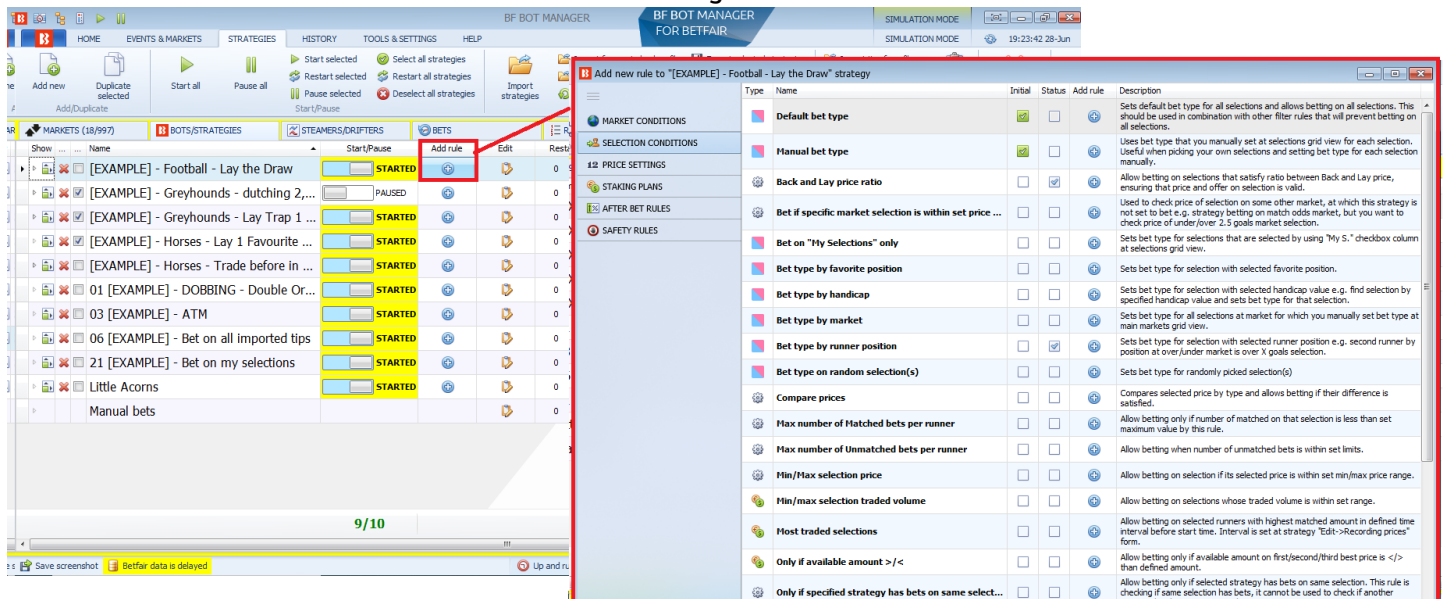 BF BOT MANAGER
BF BOT MANAGER
FOR BETFAIR
SIMULATION MODE
HOME EVENTS & MARKETS STRATEGIES HISTORY TOOLS & SETTINGS HELP
SIMULATION MODE 19:23:42 28-Jun
Add new
Duplicate selected
Add/Duplicate
Start all
Pause all
Start selected
Restart selected
Pause selected
Select all strategies
Restart all strategies
Deselect all strategies
Start/Pause
Import strategies
MARKETS (18/997) BOTS/STRATEGIES STEAMERS/DRIFTERS BETS
Show ... ... Name Start/Pause Add rule Edit
[EXAMPLE] - Football - Lay the Draw STARTED 0
[EXAMPLE] - Greyhounds - dutching 2,... PAUSED 0
[EXAMPLE] - Greyhounds - Lay Trap 1 ... STARTED 0
[EXAMPLE] - Horses - Lay 1 Favourite ... STARTED 0
[EXAMPLE] - Horses - Trade before in ... STARTED 0
01 [EXAMPLE] - DOBBING - Double Or... STARTED 0
03 [EXAMPLE] - ATM STARTED 0
06 [EXAMPLE] - Bet on all imported tips STARTED 0
21 [EXAMPLE] - Bet on my selections STARTED 0
Little Acorns STARTED 0
Manual bets 0
9/10
Save screenshot Betfair data is delayed Up and ru
Add new rule to "[EXAMPLE] - Football - Lay the Draw" strategy
MARKET CONDITIONS
SELECTION CONDITIONS
12 PRICE SETTINGS
STAKING PLANS
AFTER BET RULES
SAFETY RULES
Type Name Initial Status Add rule Description
Default bet type
Sets default bet type for all selections and allows betting on all selections. This
should be used in combination with other filter rules that will prevent betting on
all selections.
Manual bet type
Uses bet type that you manually set at selections grid view for each selection.
Useful when picking your own selections and setting bet type for each selection
manually.
Back and Lay price ratio
Allow betting on selections that satisfy ratio between Back and Lay price,
ensuring that price and offer on selection is valid.
Bet if specific market selection is within set price ...
Used to check price of selection on some other market, at which this strategy is
not set to bet e.g. strategy betting on match odds market, but you want to
check price of under/over 2.5 goals market selection.
Bet on "My Selections" only
Sets bet type for selections that are selected by using "My S." checkbox column
at selections grid view.
Bet type by favorite position
Sets bet type for selection with selected favorite position.
Bet type by handicap
Sets bet type for selection with selected handicap value e.g. find selection by
specified handicap value and sets bet type for that selection.
Bet type by market
Sets bet type for all selections at market for which you manually set bet type at
main markets grid view.
Bet type by runner position
Sets bet type for selection with selected runner position e.g. second runner by
position at over/under market is over X goals selection.
Bet type on random selection(s)
Sets bet type for randomly picked selection(s)
Compare prices
Compares selected price by type and allows betting if their difference is
satisfied.
Max number of Matched bets per runner
Allow betting only if number of matched on that selection is less than set
maximum value by this rule.
Max number of Unmatched bets per runner
Allow betting when number of unmatched bets is within set limits.
Min/Max selection price
Allow betting on selection if its selected price is within set min/max price range.
Min/max selection traded volume
Allow betting on selections whose traded volume is within set range.
Most traded selections
Allow betting on selected runners with highest matched amount in defined time
interval before start time. Interval is set at strategy "Edit->Recording prices"
form.
Only if available amount >/<
Allow betting only if available amount on first/second/third best price is </>
than defined amount.
Only if specified strategy has bets on same select...
Allow betting only if selected strategy has bets on same selection. This rule is
checking if same selection has bets, it cannot be used to check if another